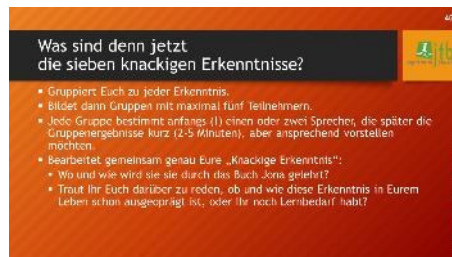 Was sind denn jetzt
die sieben knackigen Erkenntnisse?
jfb
Gruppiert Euch zu jeder Erkenntnis.
Bildet dann Gruppen mit maximal fünf Teilnehmern.
Jede Gruppe bestimmt anfangs (!) einen oder zwei Sprecher, die später die
Gruppenergebnisse kurz (2-5 Minuten), aber ansprechend vorstellen
möchten.
Bearbeitet gemeinsam genau Eure „Knackige Erkenntnis“:
Wo und wie wird sie sie durch das Buch Jona gelehrt?
Traut Ihr Euch darüber zu reden, ob und wie diese Erkenntnis in Eurem
Leben schon ausgeoprägt ist, oder Ihr noch Lernbedarf habt?